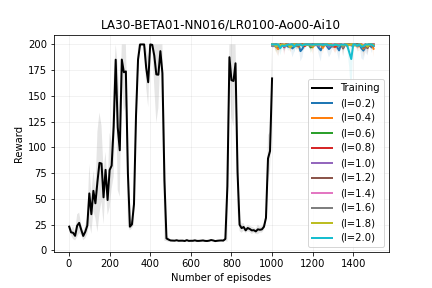 LA30-BETA01-NN016/LR0100-Ao00-Ai10
Reward
200
175
150
125
100
75
50
25
0
0 200 400 600 800 1000 1200 1400
Number of episodes
Training
(l=0.2)
(l=0.4)
(l=0.6)
(l=0.8)
(l=1.0)
(l=1.2)
(l=1.4)
(l=1.6)
(l=1.8)
(l=2.0)